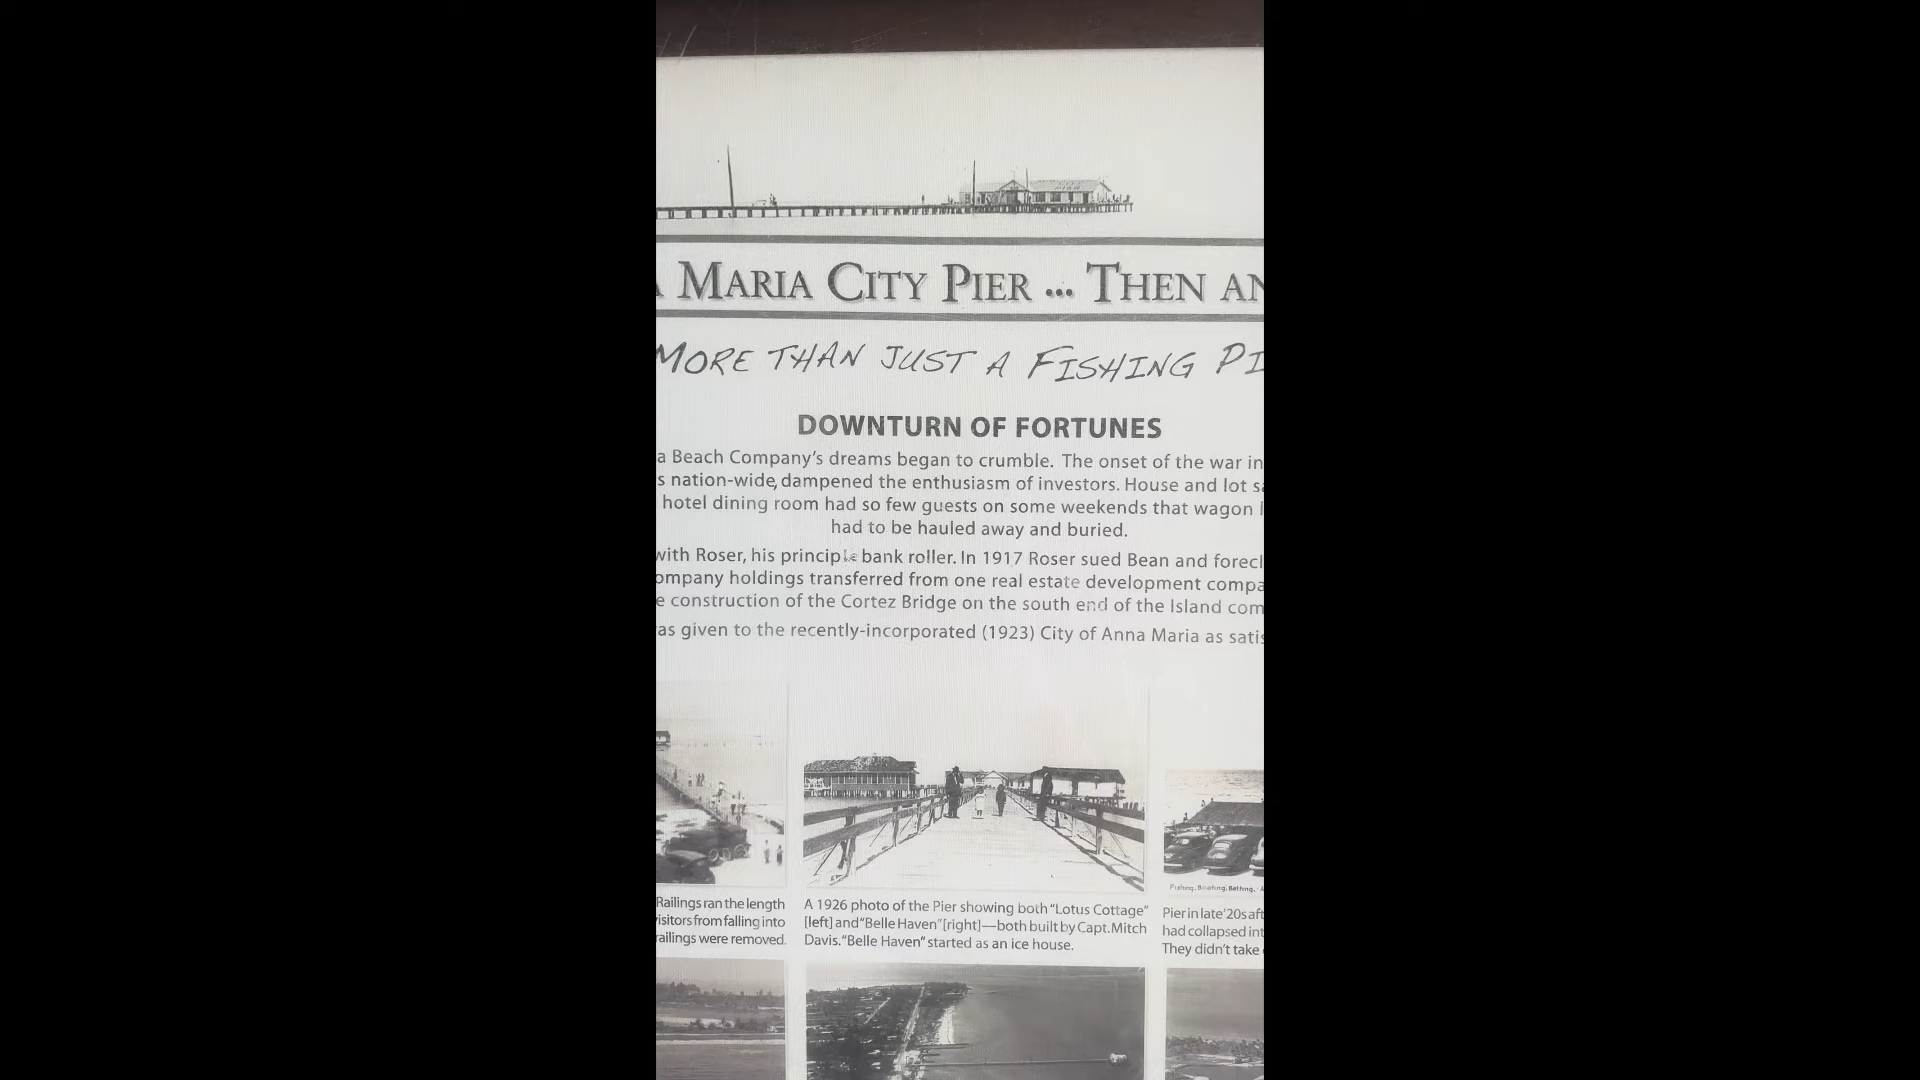 MARIA CITY PIER ... THEN AN
MORE THAN JUST A FISHING PI
DOWNTURN OF FORTUNES
a Beach Company's dreams began to crumble. The onset of the war in
s nation-wide, dampened the enthusiasm of investors. House and lot sa
hotel dining room had so few guests on some weekends that wagon l
had to be hauled away and buried.
with Roser, his principle bank roller. In 1917 Roser sued Bean and forecl
ompany holdings transferred from one real estate development compa
e construction of the Cortez Bridge on the south end of the Island com
as given to the recently-incorporated (1923) City of Anna Maria as satis
Railings ran the length
visitors from falling into
railings were removed.
A 1926 photo of the Pier showing both "Lotus Cottage"
[left] and "Belle Haven" [right]—both built by Capt. Mitch
Davis. "Belle Haven" started as an ice house.
Fishing, Boating, Bathing, A
Pier in late '20s aft
had collapsed int
They didn't take